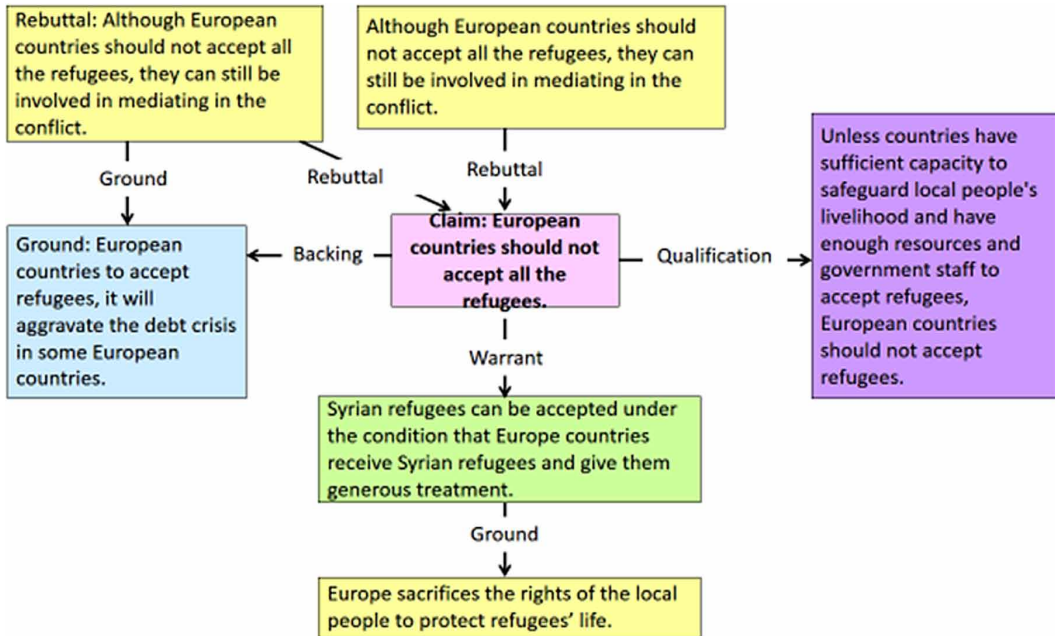 Rebuttal: Although European
countries should not accept all
the refugees, they can still be
involved in mediating in the
conflict.
Although European countries should
not accept all the refugees, they can
still be involved in mediating in the
conflict.
Unless countries have
sufficient capacity to
safeguard local people's
livelihood and have
enough resources and
government staff to
accept refugees,
European countries
should not accept
refugees.
Ground
Rebuttal
Rebuttal
Claim: European
countries should not
accept all the
refugees.
Ground: European
countries to accept
refugees, it will
aggravate the debt crisis
in some European
countries.
Backing
Qualification
Warrant
Syrian refugees can be accepted under
the condition that Europe countries
receive Syrian refugees and give them
generous treatment.
Ground
Europe sacrifices the rights of the local
people to protect refugees’ life.